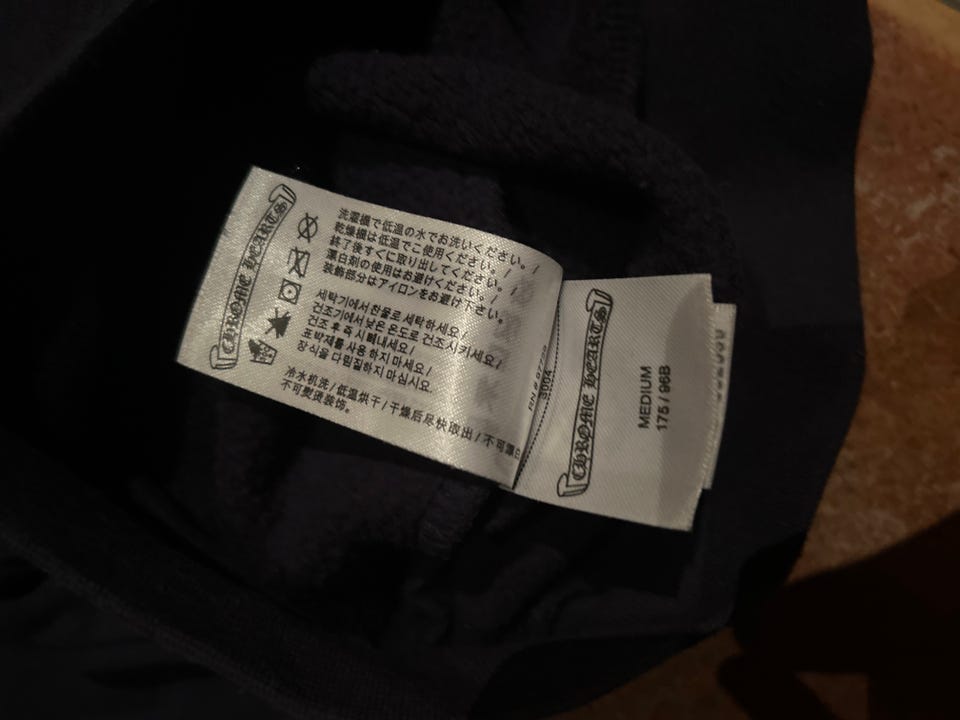 CHROME HEARTS
洗濯機で低温の水でお洗いください。/
乾燥機は低温でご使用ください。/
終了後すぐに取り出してください。/
漂白剤の使用はお避けください。/
装飾部分はアイロンをお避け下さい。
세탁기에서 찬물로 세탁하세요/
건조기에서 낮은 온도로 건조시키세요/
건조 후 즉시 빼내세요/
표백제를 사용하지 마세요/
장식을 다림질하지 마십시요
冷水机洗/低温烘干/干燥后尽快取出/不可漂白
不可熨烫装饰。
RN #
300A
CHROME HEARTS
MEDIUM
175 / 96B